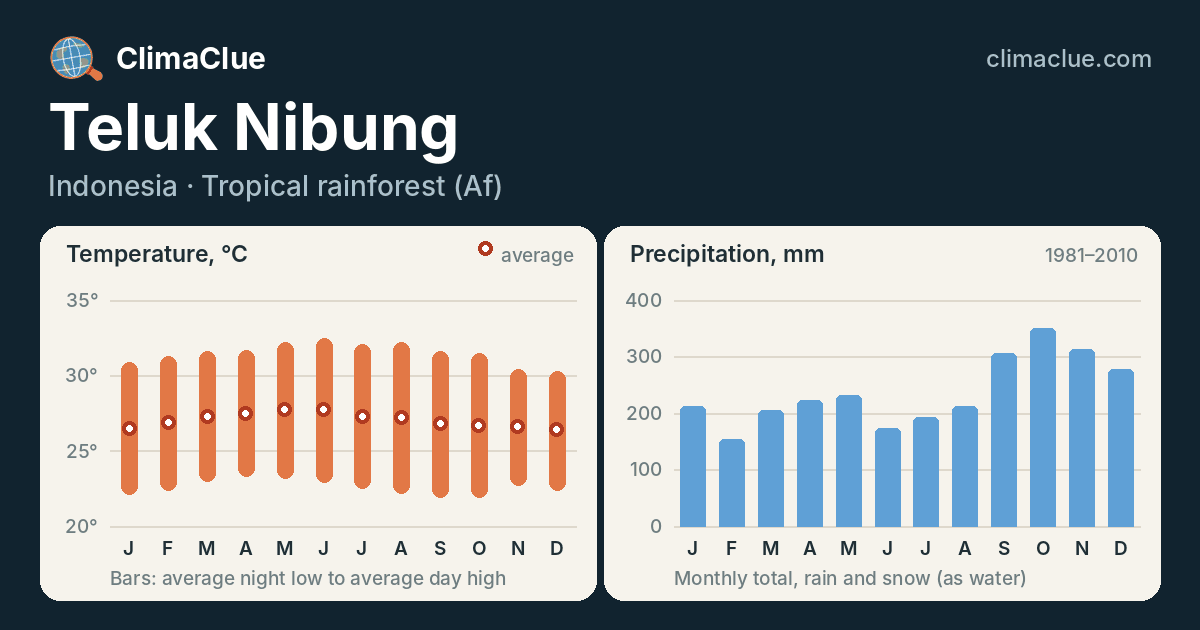 ClimaClue
climaclue.com
Teluk Nibung
Indonesia · Tropical rainforest (Af)
Temperature, °C
average
35°
30°
25°
20°
J F M A M J J A S O N D
Bars: average night low to average day high
Precipitation, mm
1981–2010
400
300
200
100
0
J F M A M J J A S O N D
Monthly total, rain and snow (as water)